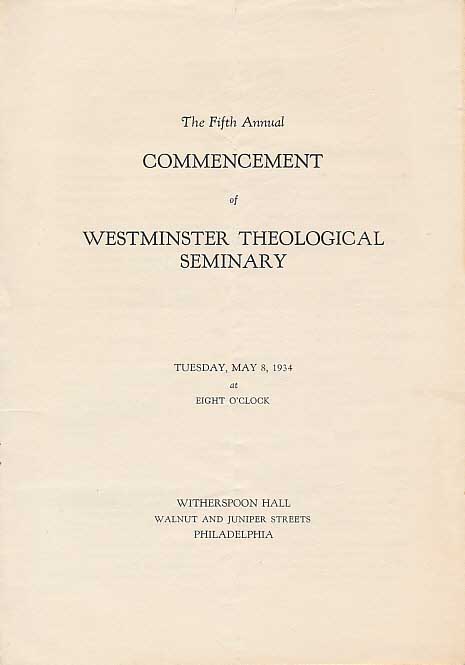 The Fifth Annual
COMMENCEMENT
of
WESTMINSTER THEOLOGICAL
SEMINARY
TUESDAY, MAY 8, 1934
at
EIGHT O'CLOCK
WITHERSPOON HALL
WALNUT AND JUNIPER STREETS
PHILADELPHIA